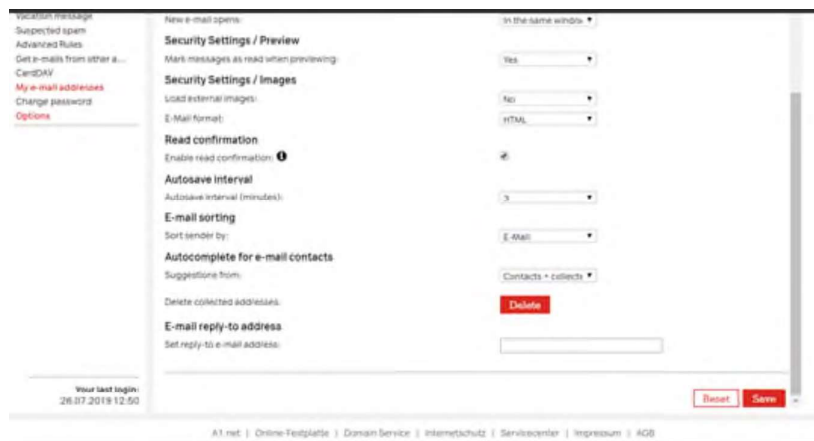 Vacation message
Suspected spam
Advanced Rules
Get e-mails from other a...
CardDAV
My e-mail addresses
Change password
Options
Your last login:
26.07.2019 12:50
New e-mail opens:
In the same window
Security Settings / Preview
Mark messages as read when previewing:
Yes
Security Settings / Images
Load external images:
No
E-Mail format:
HTML
Read confirmation
Enable read confirmation:
Autosave interval
Autosave interval (minutes):
3
E-mail sorting
Sort sender by:
E-Mail
Autocomplete for e-mail contacts
Suggestions from:
Contacts + collecte
Delete collected addresses:
Delete
E-mail reply-to address
Set reply-to e-mail address:
Reset Save
A1.net | Online-Festplatte | Domain Service | Internetschutz | Servicecenter | Impressum | AGB